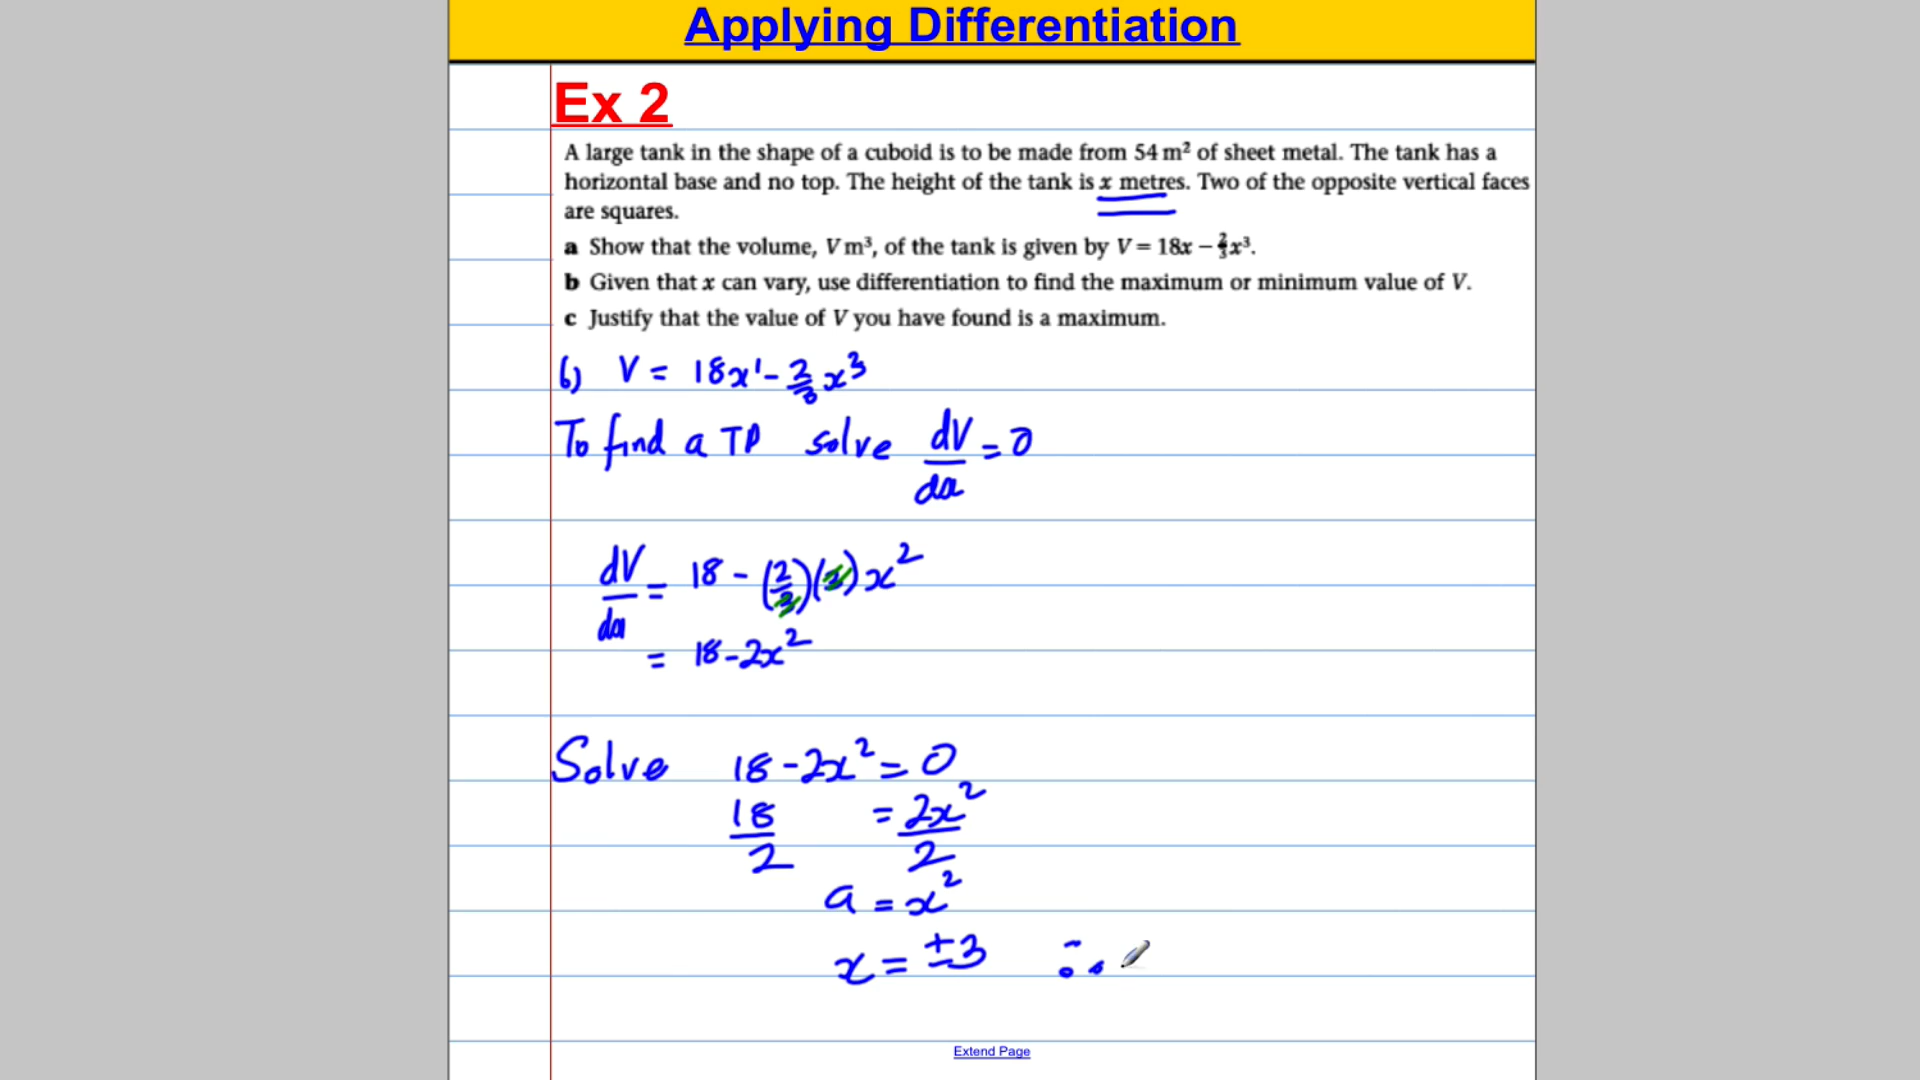 Applying Differentiation
Ex 2
A large tank in the shape of a cuboid is to be made from 54 m² of sheet metal. The tank has a
horizontal base and no top. The height of the tank is x metres. Two of the opposite vertical faces
are squares.
a Show that the volume, V m³, of the tank is given by V = 18x – 2/3x³.
b Given that x can vary, use differentiation to find the maximum or minimum value of V.
c Justify that the value of V you have found is a maximum.
b) V = 18x¹ - 2/3 x³
To find a TP solve dV/dx = 0
dV/dx = 18 - (2/3)(3)x²
= 18 - 2x²
Solve 18 - 2x² = 0
18/2 = 2x²/2
9 = x²
x = ±3 ∴
Extend Page